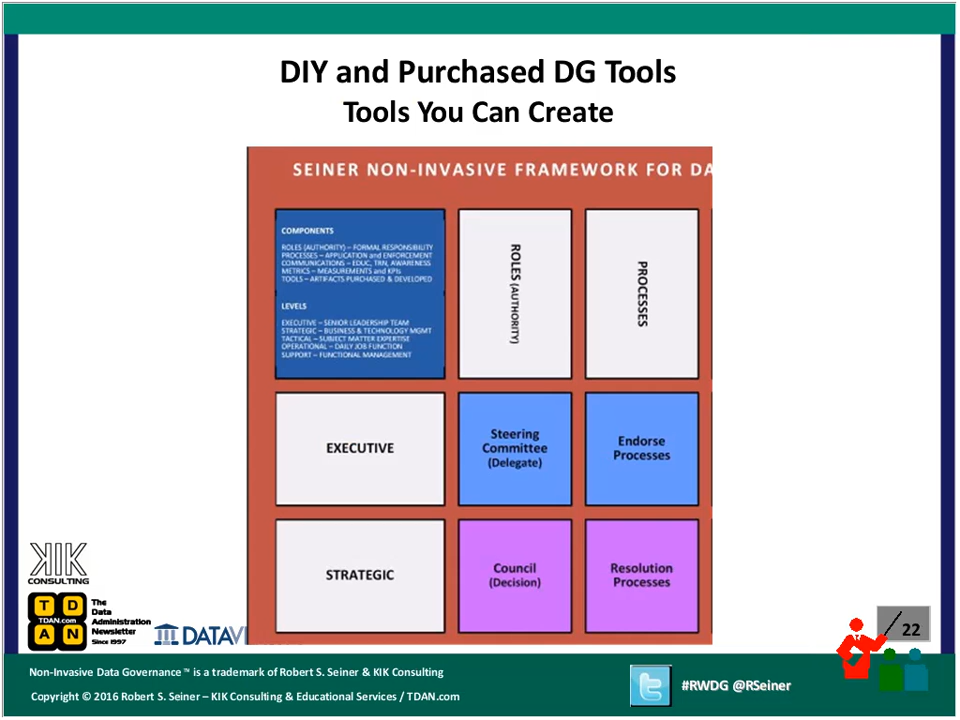 DIY and Purchased DG Tools
Tools You Can Create
SEINER NON-INVASIVE FRAMEWORK FOR DA
COMPONENTS
ROLES (AUTHORITY) – FORMAL RESPONSIBILITY
PROCESSES – APPLICATION and ENFORCEMENT
COMMUNICATIONS – EDUC, TRN, AWARENESS
METRICS – MEASUREMENTS and KPIs
TOOLS – ARTIFACTS PURCHASED & DEVELOPED
LEVELS
EXECUTIVE – SENIOR LEADERSHIP TEAM
STRATEGIC – BUSINESS & TECHNOLOGY MGMT
TACTICAL – SUBJECT MATTER EXPERTISE
OPERATIONAL – DAILY JOB FUNCTION
SUPPORT – FUNCTIONAL MANAGEMENT
ROLES (AUTHORITY)
PROCESSES
EXECUTIVE
Steering
Committee
(Delegate)
Endorse
Processes
STRATEGIC
Council
(Decision)
Resolution
Processes
KIK
CONSULTING
T D
TDAN.com
A N
The
Data
Administration
Newsletter
Since 1997
DATAV
22
Non-Invasive Data Governance ™ is a trademark of Robert S. Seiner & KIK Consulting
Copyright © 2016 Robert S. Seiner – KIK Consulting & Educational Services / TDAN.com
#RWDG @RSeiner